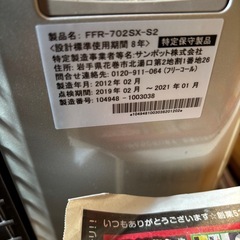 製品名: FFR-702SX-S2
<設計標準使用期間 8年> 特定保守製品
特定製造事業者等名: サンポット株式会社
住所: 岩手県花巻市北湯口第2地割1番地26
お問合せ連絡先: 0120-911-064 (フリーコール)
製造年月: 2012年 02月
点検期間: 2019年 02月 ～ 2021年 01月
製造番号: 104948 - 1003038
いつもありがとうございます